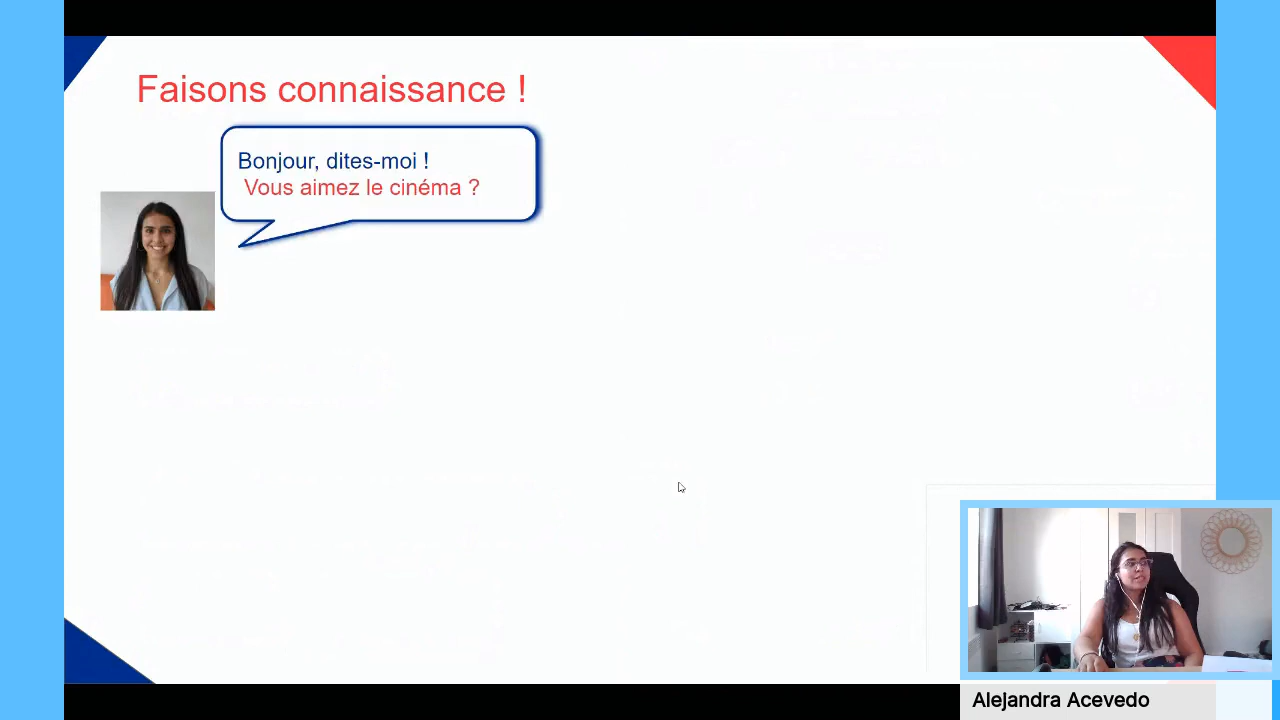 Faisons connaissance !
Bonjour, dites-moi !
Vous aimez le cinéma ?
Alejandra Acevedo